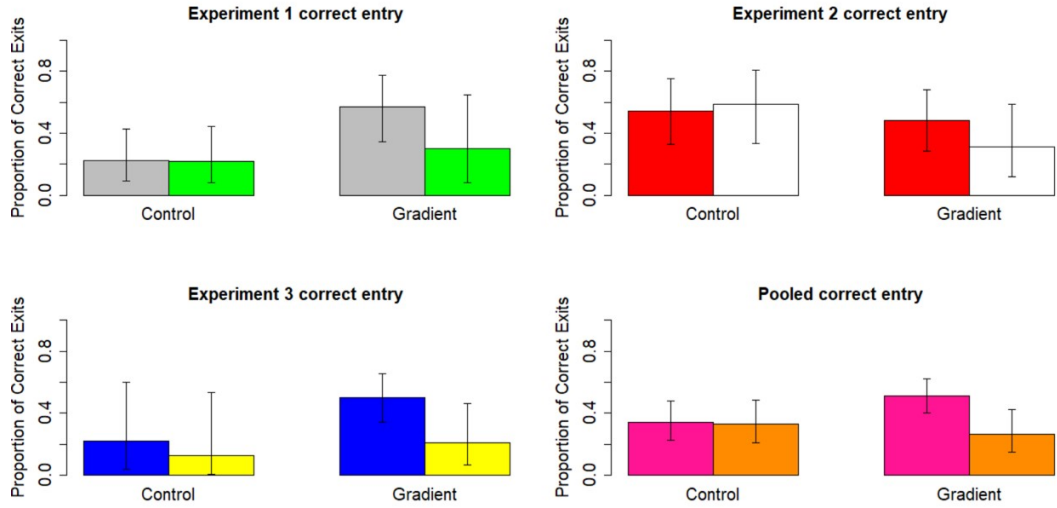 Experiment 1 correct entry
Proportion of Correct Exits
0.8
0.4
0.0
Control
Gradient
Experiment 2 correct entry
Proportion of Correct Exits
0.8
0.4
0.0
Control
Gradient
Experiment 3 correct entry
Proportion of Correct Exits
0.8
0.4
0.0
Control
Gradient
Pooled correct entry
Proportion of Correct Exits
0.8
0.4
0.0
Control
Gradient